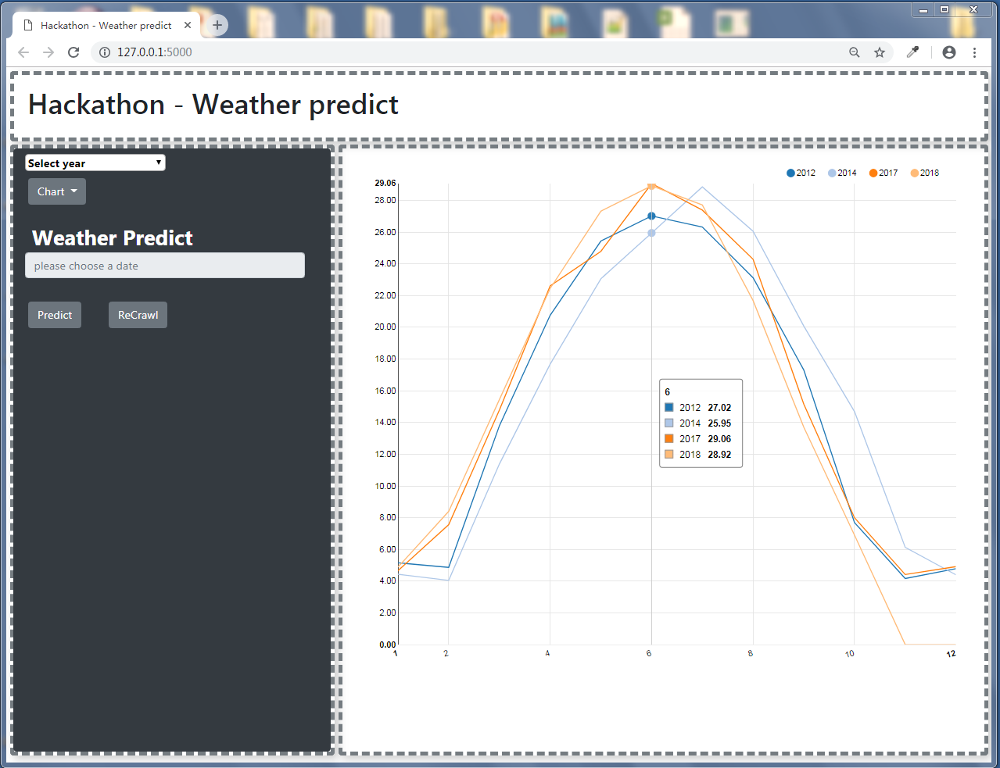 Hackathon - Weather predict
127.0.0.1:5000
Hackathon - Weather predict
Select year
Chart
Weather Predict
please choose a date
Predict ReCrawl
2012 2014 2017 2018
29.06
28.00
26.00
24.00
22.00
20.00
18.00
16.00
14.00
12.00
10.00
8.00
6.00
4.00
2.00
0.00
6
2012 27.02
2014 25.95
2017 29.06
2018 28.92
1 2 4 6 8 10 12